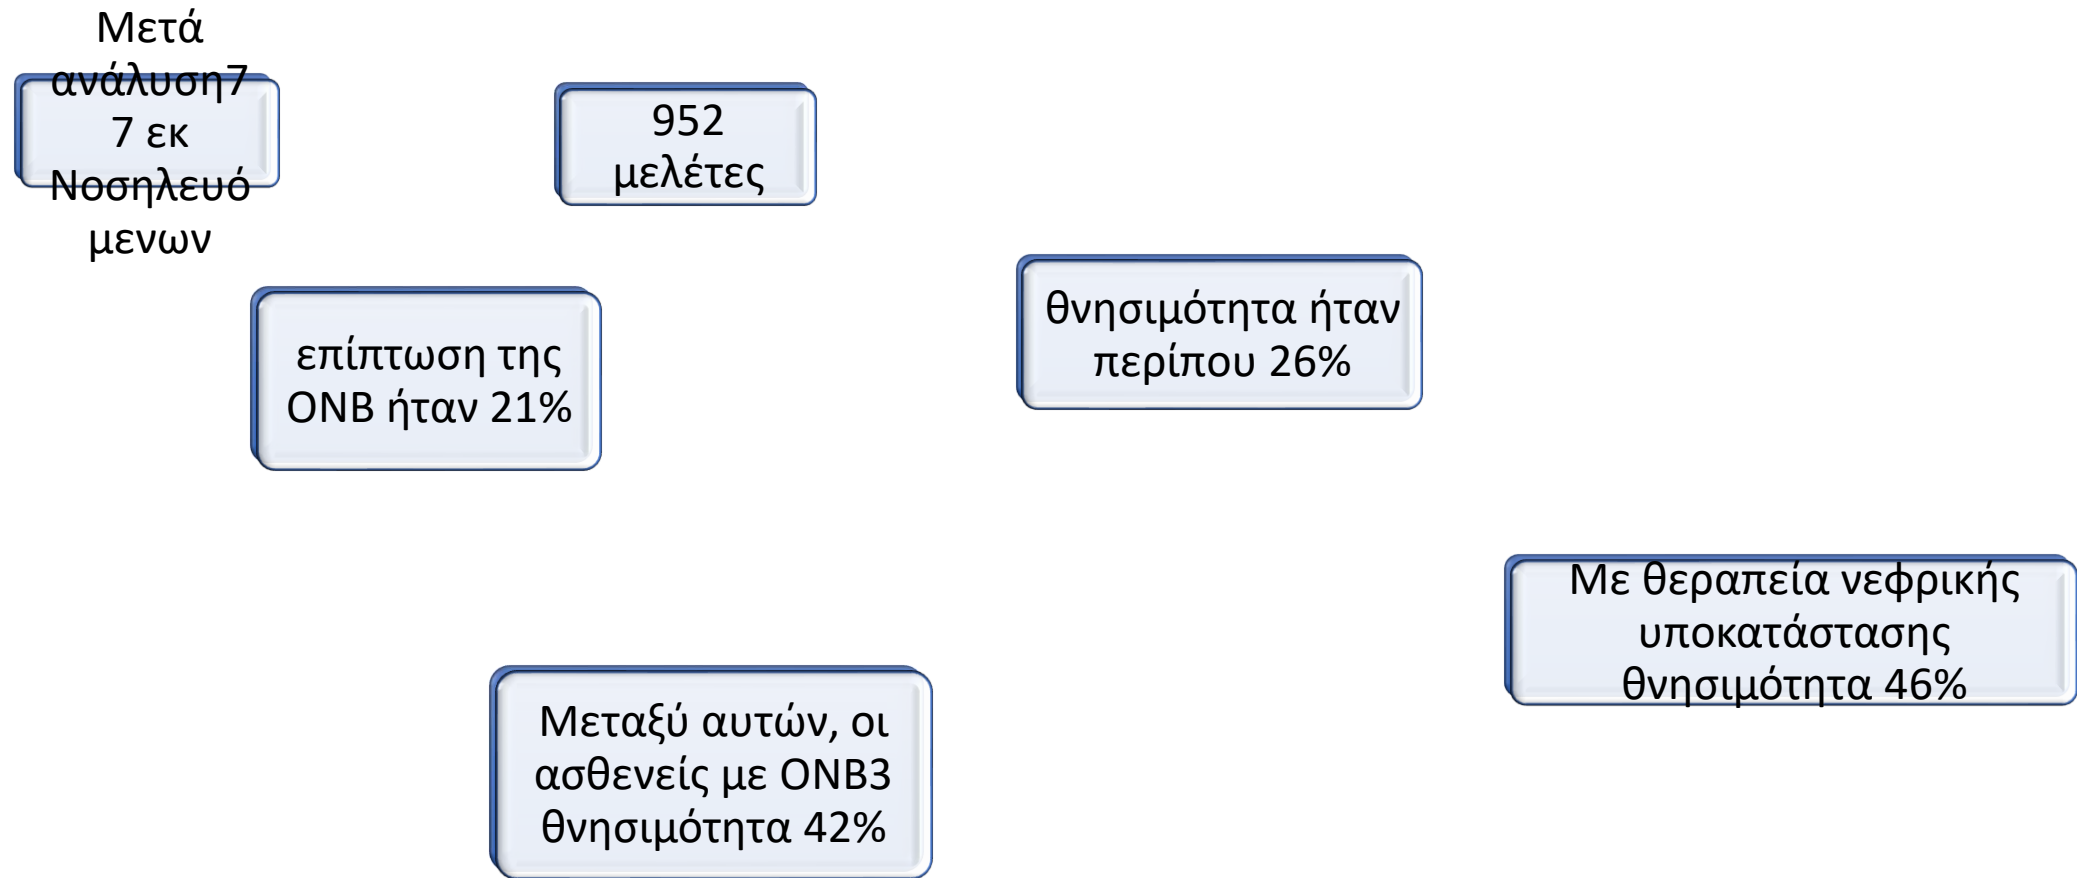 Μετά
ανάλυση7
7 εκ
Νοσηλευό
μενων
952
μελέτες
επίπτωση της
ΟΝΒ ήταν 21%
θνησιμότητα ήταν
περίπου 26%
Με θεραπεία νεφρικής
υποκατάστασης
θνησιμότητα 46%
Μεταξύ αυτών, οι
ασθενείς με ΟΝΒ3
θνησιμότητα 42%